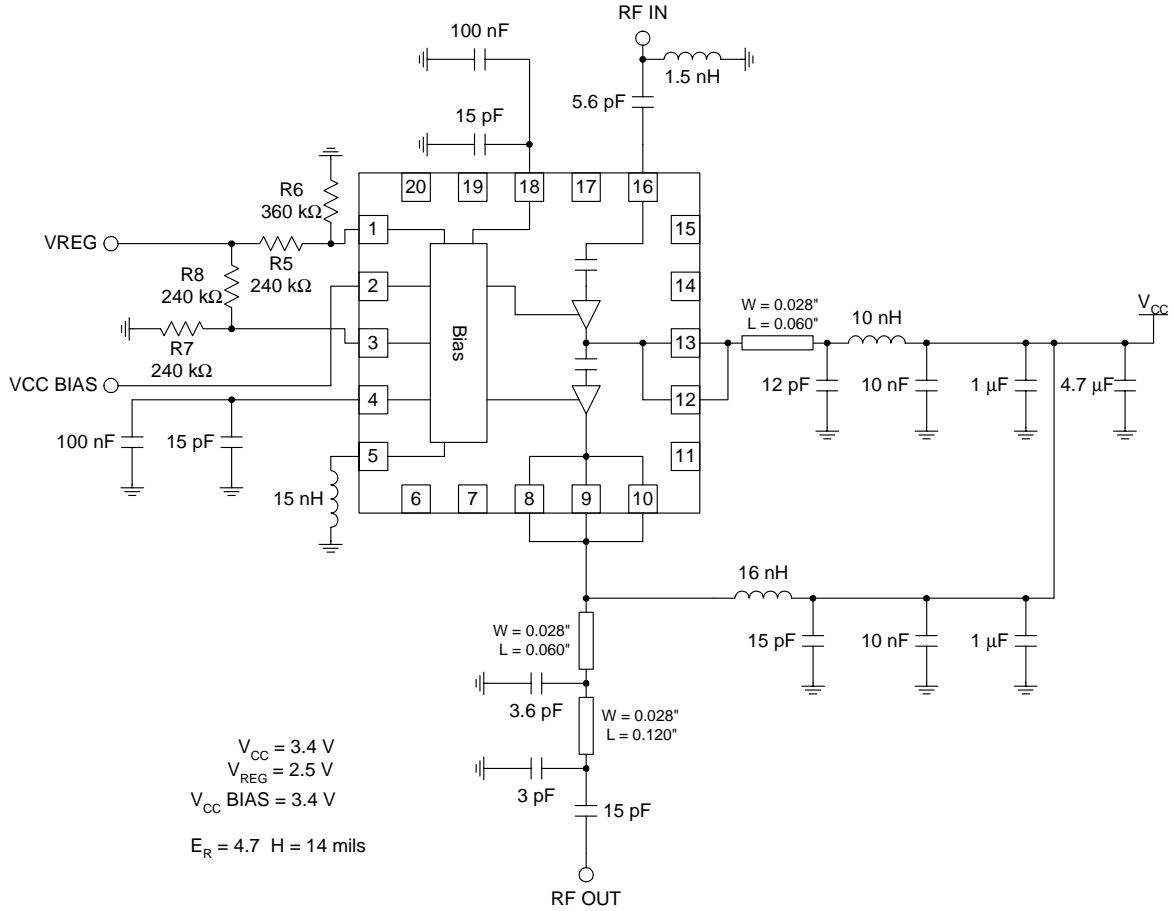 RF IN
100 nF
1.5 nH
5.6 pF
15 pF
20
19
18
17
16
R6
360 kΩ
1
15
VREG
R5
240 kΩ
R8
240 kΩ
2
14
W = 0.028"
L = 0.060"
10 nH
VCC
Bias
3
13
R7
240 kΩ
VCC BIAS
12 pF
10 nF
1 µF
4.7 µF
4
12
100 nF
15 pF
5
11
15 nH
6
7
8
9
10
16 nH
W = 0.028"
L = 0.060"
15 pF
10 nF
1 µF
3.6 pF
W = 0.028"
L = 0.120"
VCC = 3.4 V
VREG = 2.5 V
VCC BIAS = 3.4 V
3 pF
15 pF
ER = 4.7 H = 14 mils
RF OUT